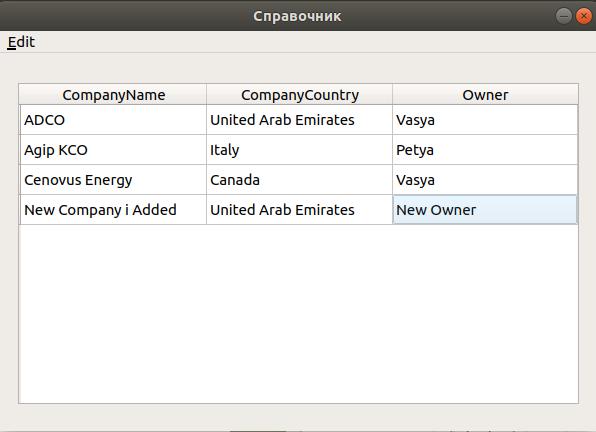 Справочник
Edit
CompanyName CompanyCountry Owner
ADCO United Arab Emirates Vasya
Agip KCO Italy Petya
Cenovus Energy Canada Vasya
New Company i Added United Arab Emirates New Owner